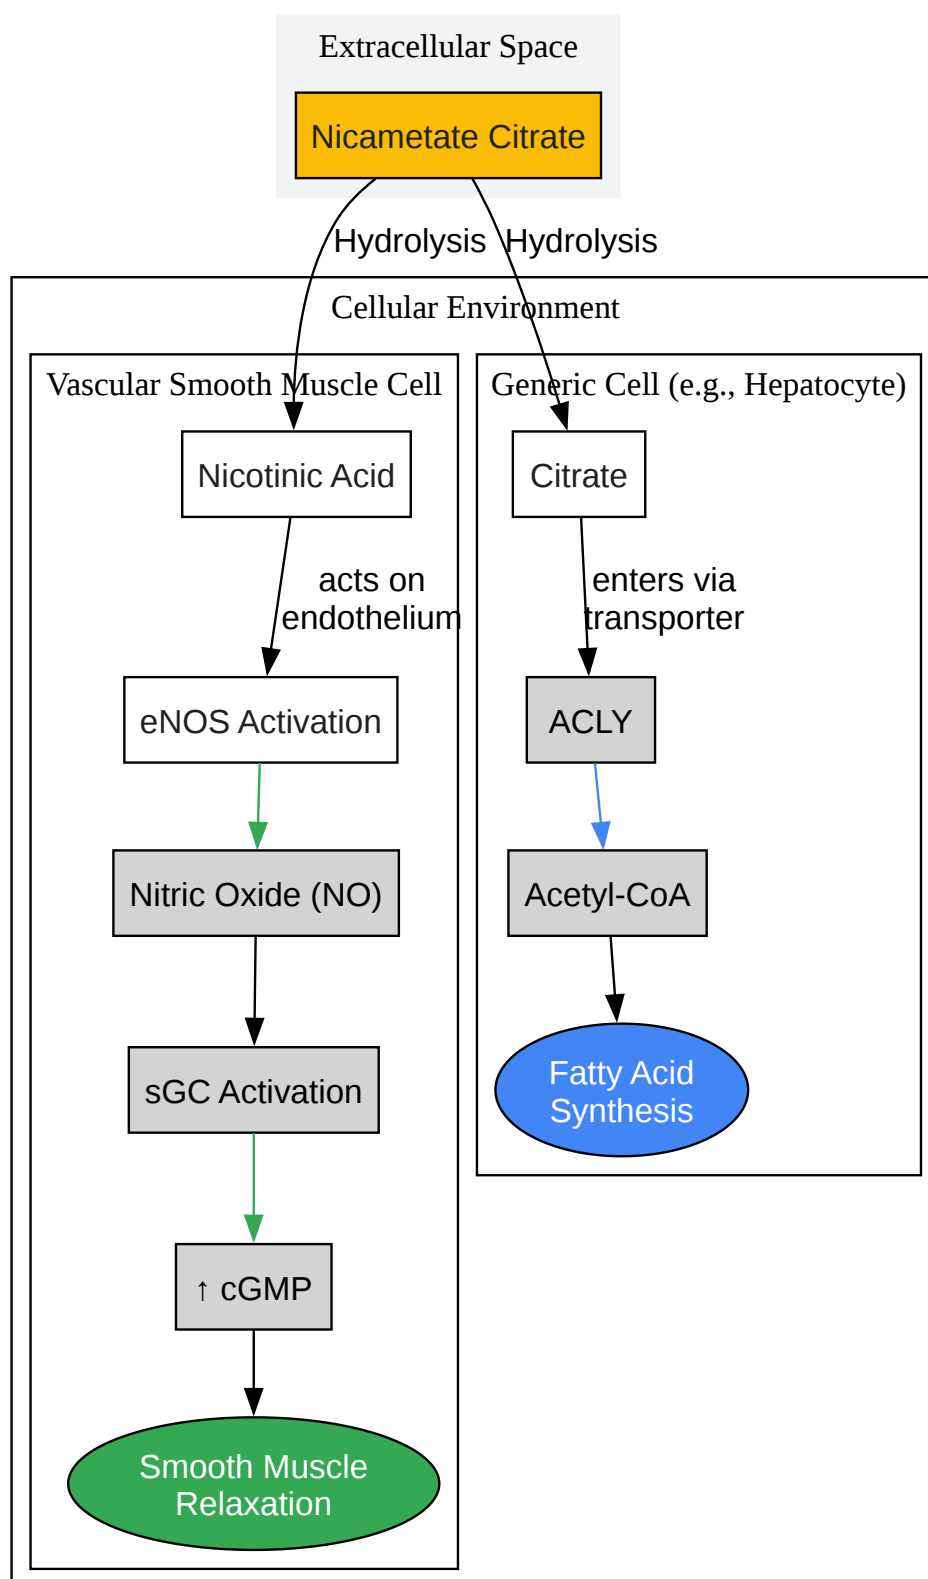 Extracellular Space
Nicametate Citrate
Hydrolysis
Hydrolysis
Cellular Environment
Vascular Smooth Muscle Cell
Nicotinic Acid
acts on
endothelium
eNOS Activation
Nitric Oxide (NO)
sGC Activation
↑ cGMP
Smooth Muscle
Relaxation
Generic Cell (e.g., Hepatocyte)
Citrate
enters via
transporter
ACLY
Acetyl-CoA
Fatty Acid
Synthesis